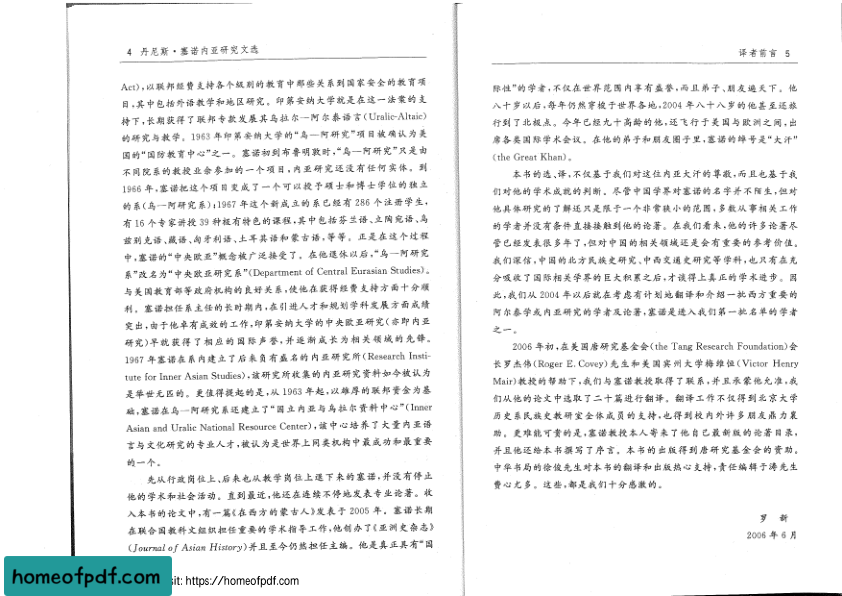 4 丹尼斯·塞诺内亚研究文选
Act),以联邦经费支持各个级别的教育中那些关系到国家安全的教育项
目,其中包括外语教学和地区研究。印第安纳大学就是在这一法案的支
持下,长期获得了联邦专款发展其乌拉尔—阿尔泰语言(Uralic-Altaic)
的研究与教学。1963年印第安纳大学的“乌—阿研究”项目被确认为美
国的“国防教育中心”之一。塞诺初到布鲁明敦时,“乌—阿研究”只是由
不同院系的教授业余参加的一个项目,内亚研究还没有任何实体。到
1966年,塞诺把这个项目变成了一个可以授予硕士和博士学位的独立
的系(乌—阿研究系);1967年这个新成立的系已经有286个注册学生,
有16个专家讲授39种极有特色的课程,其中包括芬兰语、立陶宛语、乌
兹别克语、藏语、匈牙利语、土耳其语和蒙古语,等等。正是在这个过程
中,塞诺的“中央欧亚”概念被广泛接受了。在他退休以后,“乌—阿研究
系”改名为“中央欧亚研究系”(Department of Central Eurasian Studies)。
与美国教育部等政府机构的良好关系,使他在获得经费支持方面十分顺
利。塞诺担任系主任的长时期内,在引进人才和规划学科发展方面成绩
突出,由于他卓有成效的工作,印第安纳大学的中央欧亚研究(亦即内亚
研究)早就获得了相应的国际声誉,并逐渐成长为相关领域的先锋。
1967年塞诺在系内建立了后来负有盛名的内亚研究所(Research Insti-
tute for Inner Asian Studies),该研究所收集的内亚研究资料如今被认为
是举世无匹的。更值得提起的是,从1963年起,以雄厚的联邦资金为基
础,塞诺在乌—阿研究系还建立了“国立内亚与乌拉尔资料中心”(Inner
Asian and Uralic National Resource Center),该中心培养了大量内亚语
言与文化研究的专业人才,被认为是世界上同类机构中最成功和最重要
的一个。
先从行政岗位上、后来也从教学岗位上退下来的塞诺,并没有停止
他的学术和社会活动。直到最近,他还在连续不停地发表专业论著。收
入本书的论文中,有一篇《在西方的蒙古人》发表于2005年。塞诺长期
在联合国教科文组织担任重要的学术指导工作,他创办了《亚洲史杂志》
(Journal of Asian History)并且至今仍然担任主编。他是真正具有“国
译者前言 5
际性”的学者,不仅在世界范围内享有盛誉,而且弟子、朋友遍天下。他
八十岁以后,每年仍然穿梭于世界各地,2004年八十八岁的他甚至还旅
行到了北极点。今年已经九十高龄的他,还飞行于美国与欧洲之间,出
席各类国际学术会议。在他的弟子和朋友圈子里,塞诺的绰号是“大汗”
(the Great Khan)。
本书的选、译,不仅基于我们对这位内亚大汗的尊敬,而且也基于我
们对他的学术成就的判断。尽管中国学界对塞诺的名字并不陌生,但对
他具体研究的了解还只是限于一个非常狭小的范围,多数从事相关工作
的学者并没有条件直接接触到他的论著。在我们看来,他的许多论著尽
管已经发表很多年了,但对中国的相关领域还是会有重要的参考价值。
我们深信,中国的北方民族史研究、中西交通史研究等学科,也只有在充
分吸收了国际相关学界的巨大积累之后,才谈得上真正的学术进步。因
此,我们从2004年以后就在考虑有计划地翻译和介绍一批西方重要的
阿尔泰学或内亚研究的学者及论著,塞诺是进入我们第一批名单的学者
之一。
2006年初,在美国唐研究基金会(the Tang Research Foundation)会
长罗杰伟(Roger E. Covey)先生和美国宾州大学梅维恒(Victor Henry
Mair)教授的帮助下,我们与塞诺教授取得了联系,并且承蒙他允准,我
们从他的论文中选取了二十篇进行翻译。翻译工作不仅得到北京大学
历史系民族史教研室全体成员的支持,也得到校内外许多朋友鼎力襄
助。更难能可贵的是,塞诺教授本人寄来了他自己最新版的论著目录,
并且他还给本书撰写了序言。本书的出版得到唐研究基金会的资助。
中华书局的徐俊先生对本书的翻译和出版热心支持,责任编辑于涛先生
费心尤多。这些,都是我们十分感激的。
罗 新
2006年6月
homeofpdf.com
sit: https://homeofpdf.com